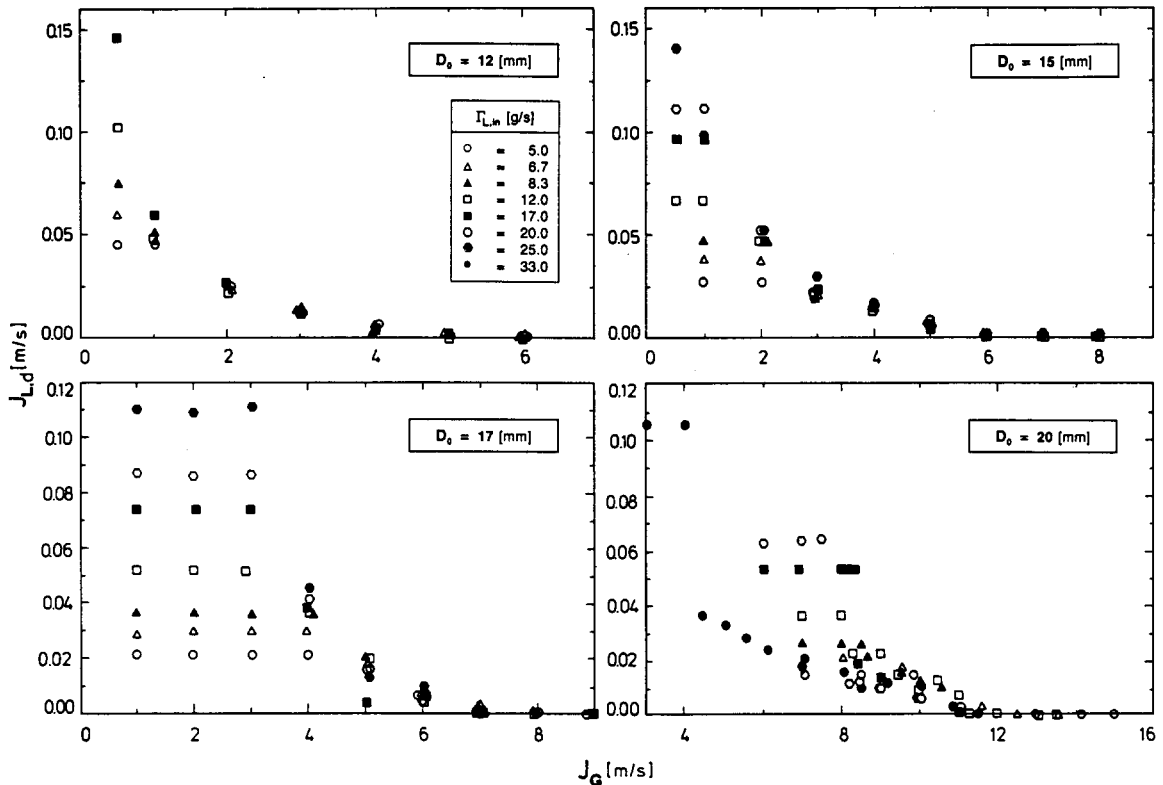 0.15
0.10
0.05
0.00
0
2
4
6
D₀ = 12 [mm]
Γ̇L,in [g/s]
○ = 5.0
△ = 6.7
▲ = 8.3
□ = 12.0
■ = 17.0
○ = 20.0
● = 25.0
● = 33.0
0.15
0.10
0.05
0.00
0
2
4
6
8
D₀ = 15 [mm]
J L,d [m/s]
0.12
0.10
0.08
0.06
0.04
0.02
0.00
0
2
4
6
8
D₀ = 17 [mm]
0.12
0.10
0.08
0.06
0.04
0.02
0.00
4
8
12
16
D₀ = 20 [mm]
J G [m/s]